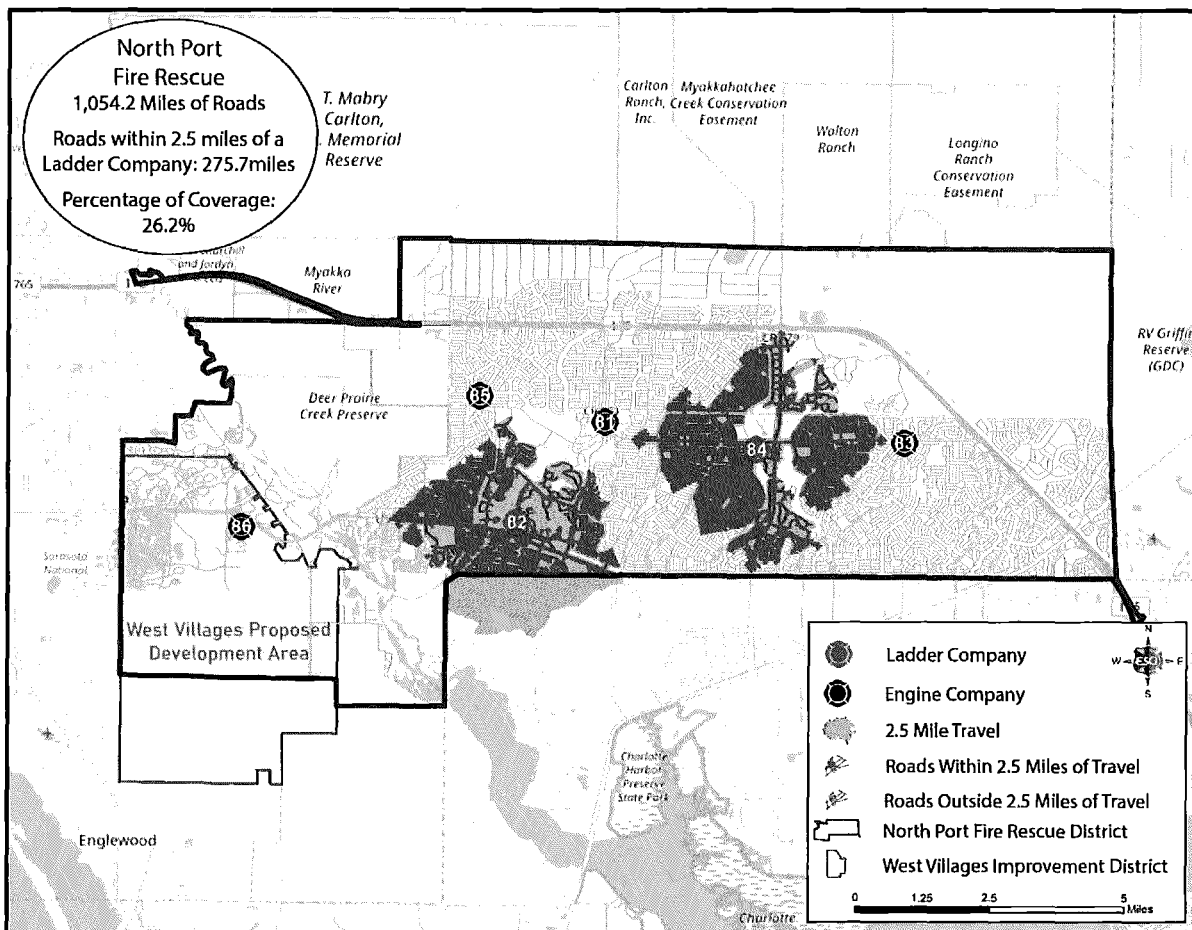 North Port
Fire Rescue
1,054.2 Miles of Roads
Roads within 2.5 miles of a
Ladder Company: 275.7miles
Percentage of Coverage:
26.2%
T. Mabry
Carlton,
Memorial
Reserve
Carlton
Ranch,
Inc.
Myakkahatchee
Creek Conservation
Easement
Walton
Ranch
Longino
Ranch
Conservation
Easement
and Jordyn
765
Myakka
River
RV Griffin
Reserve
(GDC)
Deer Prairie
Creek Preserve
85
81
84
83
82
86
Sarasota
National
West Villages Proposed
Development Area
Englewood
Charlotte
Harbor
Preserve
State Park
Charlotte
N
W
E
S
Ladder Company
Engine Company
2.5 Mile Travel
Roads Within 2.5 Miles of Travel
Roads Outside 2.5 Miles of Travel
North Port Fire Rescue District
West Villages Improvement District
0 1.25 2.5 5
Miles